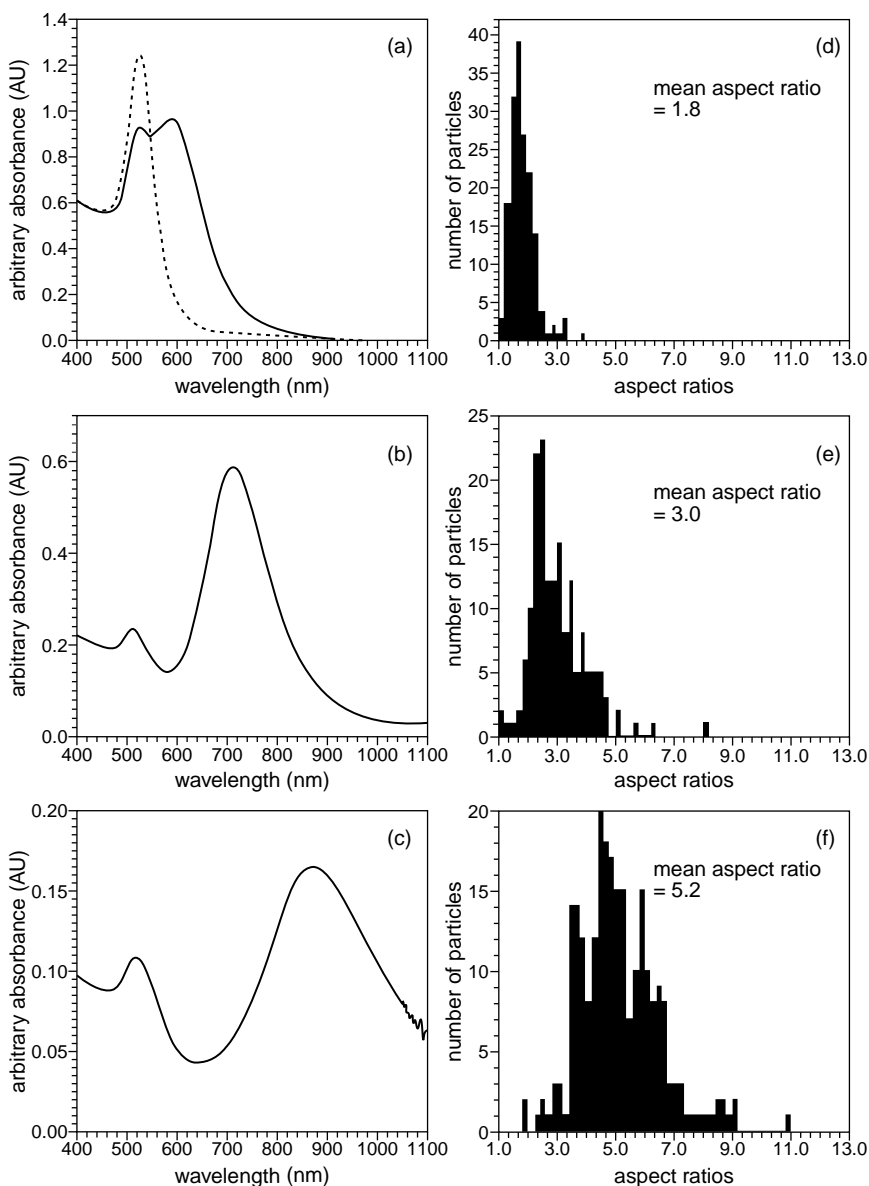 (a)
arbitrary absorbance (AU)
1.4
1.2
1.0
0.8
0.6
0.4
0.2
0.0
400 500 600 700 800 900 1000 1100
wavelength (nm)
(d)
mean aspect ratio
= 1.8
number of particles
40
35
30
25
20
15
10
5
0
1.0 3.0 5.0 7.0 9.0 11.0 13.0
aspect ratios
(b)
arbitrary absorbance (AU)
0.6
0.4
0.2
0.0
400 500 600 700 800 900 1000 1100
wavelength (nm)
(e)
mean aspect ratio
= 3.0
number of particles
25
20
15
10
5
0
1.0 3.0 5.0 7.0 9.0 11.0 13.0
aspect ratios
(c)
arbitrary absorbance (AU)
0.20
0.15
0.10
0.05
0.00
400 500 600 700 800 900 1000 1100
wavelength (nm)
(f)
mean aspect ratio
= 5.2
number of particles
20
15
10
5
0
1.0 3.0 5.0 7.0 9.0 11.0 13.0
aspect ratios